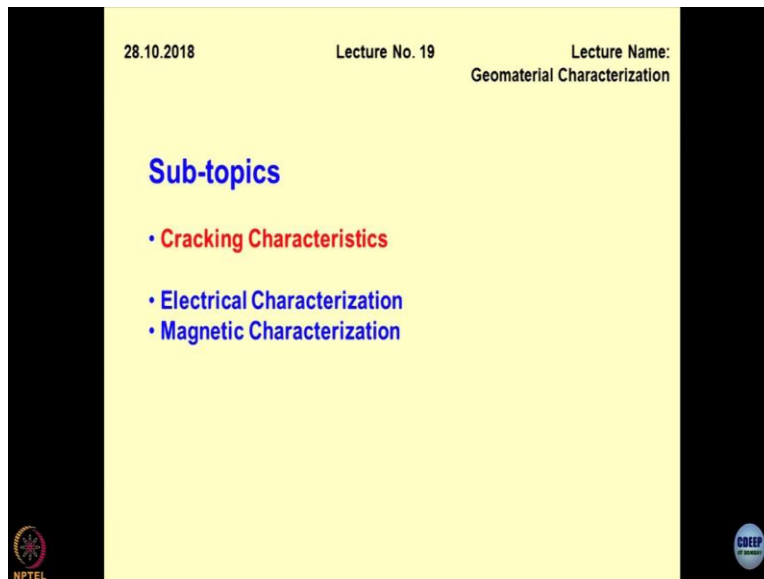 28.10.2018 Lecture No. 19 Lecture Name:
Geomaterial Characterization
Sub-topics
• Cracking Characteristics
• Electrical Characterization
• Magnetic Characterization
NPTEL
CDEEP
IIT BOMBAY